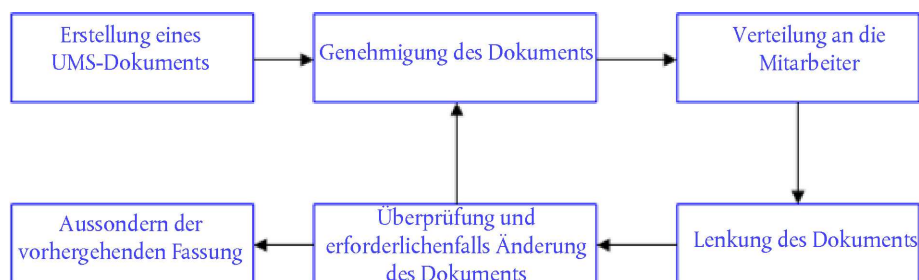 Erstellung eines
UMS-Dokuments
Genehmigung des Dokuments
Verteilung an die
Mitarbeiter
Aussondern der
vorhergehenden Fassung
Überprüfung und
erforderlichenfalls Änderung
des Dokuments
Lenkung des Dokuments